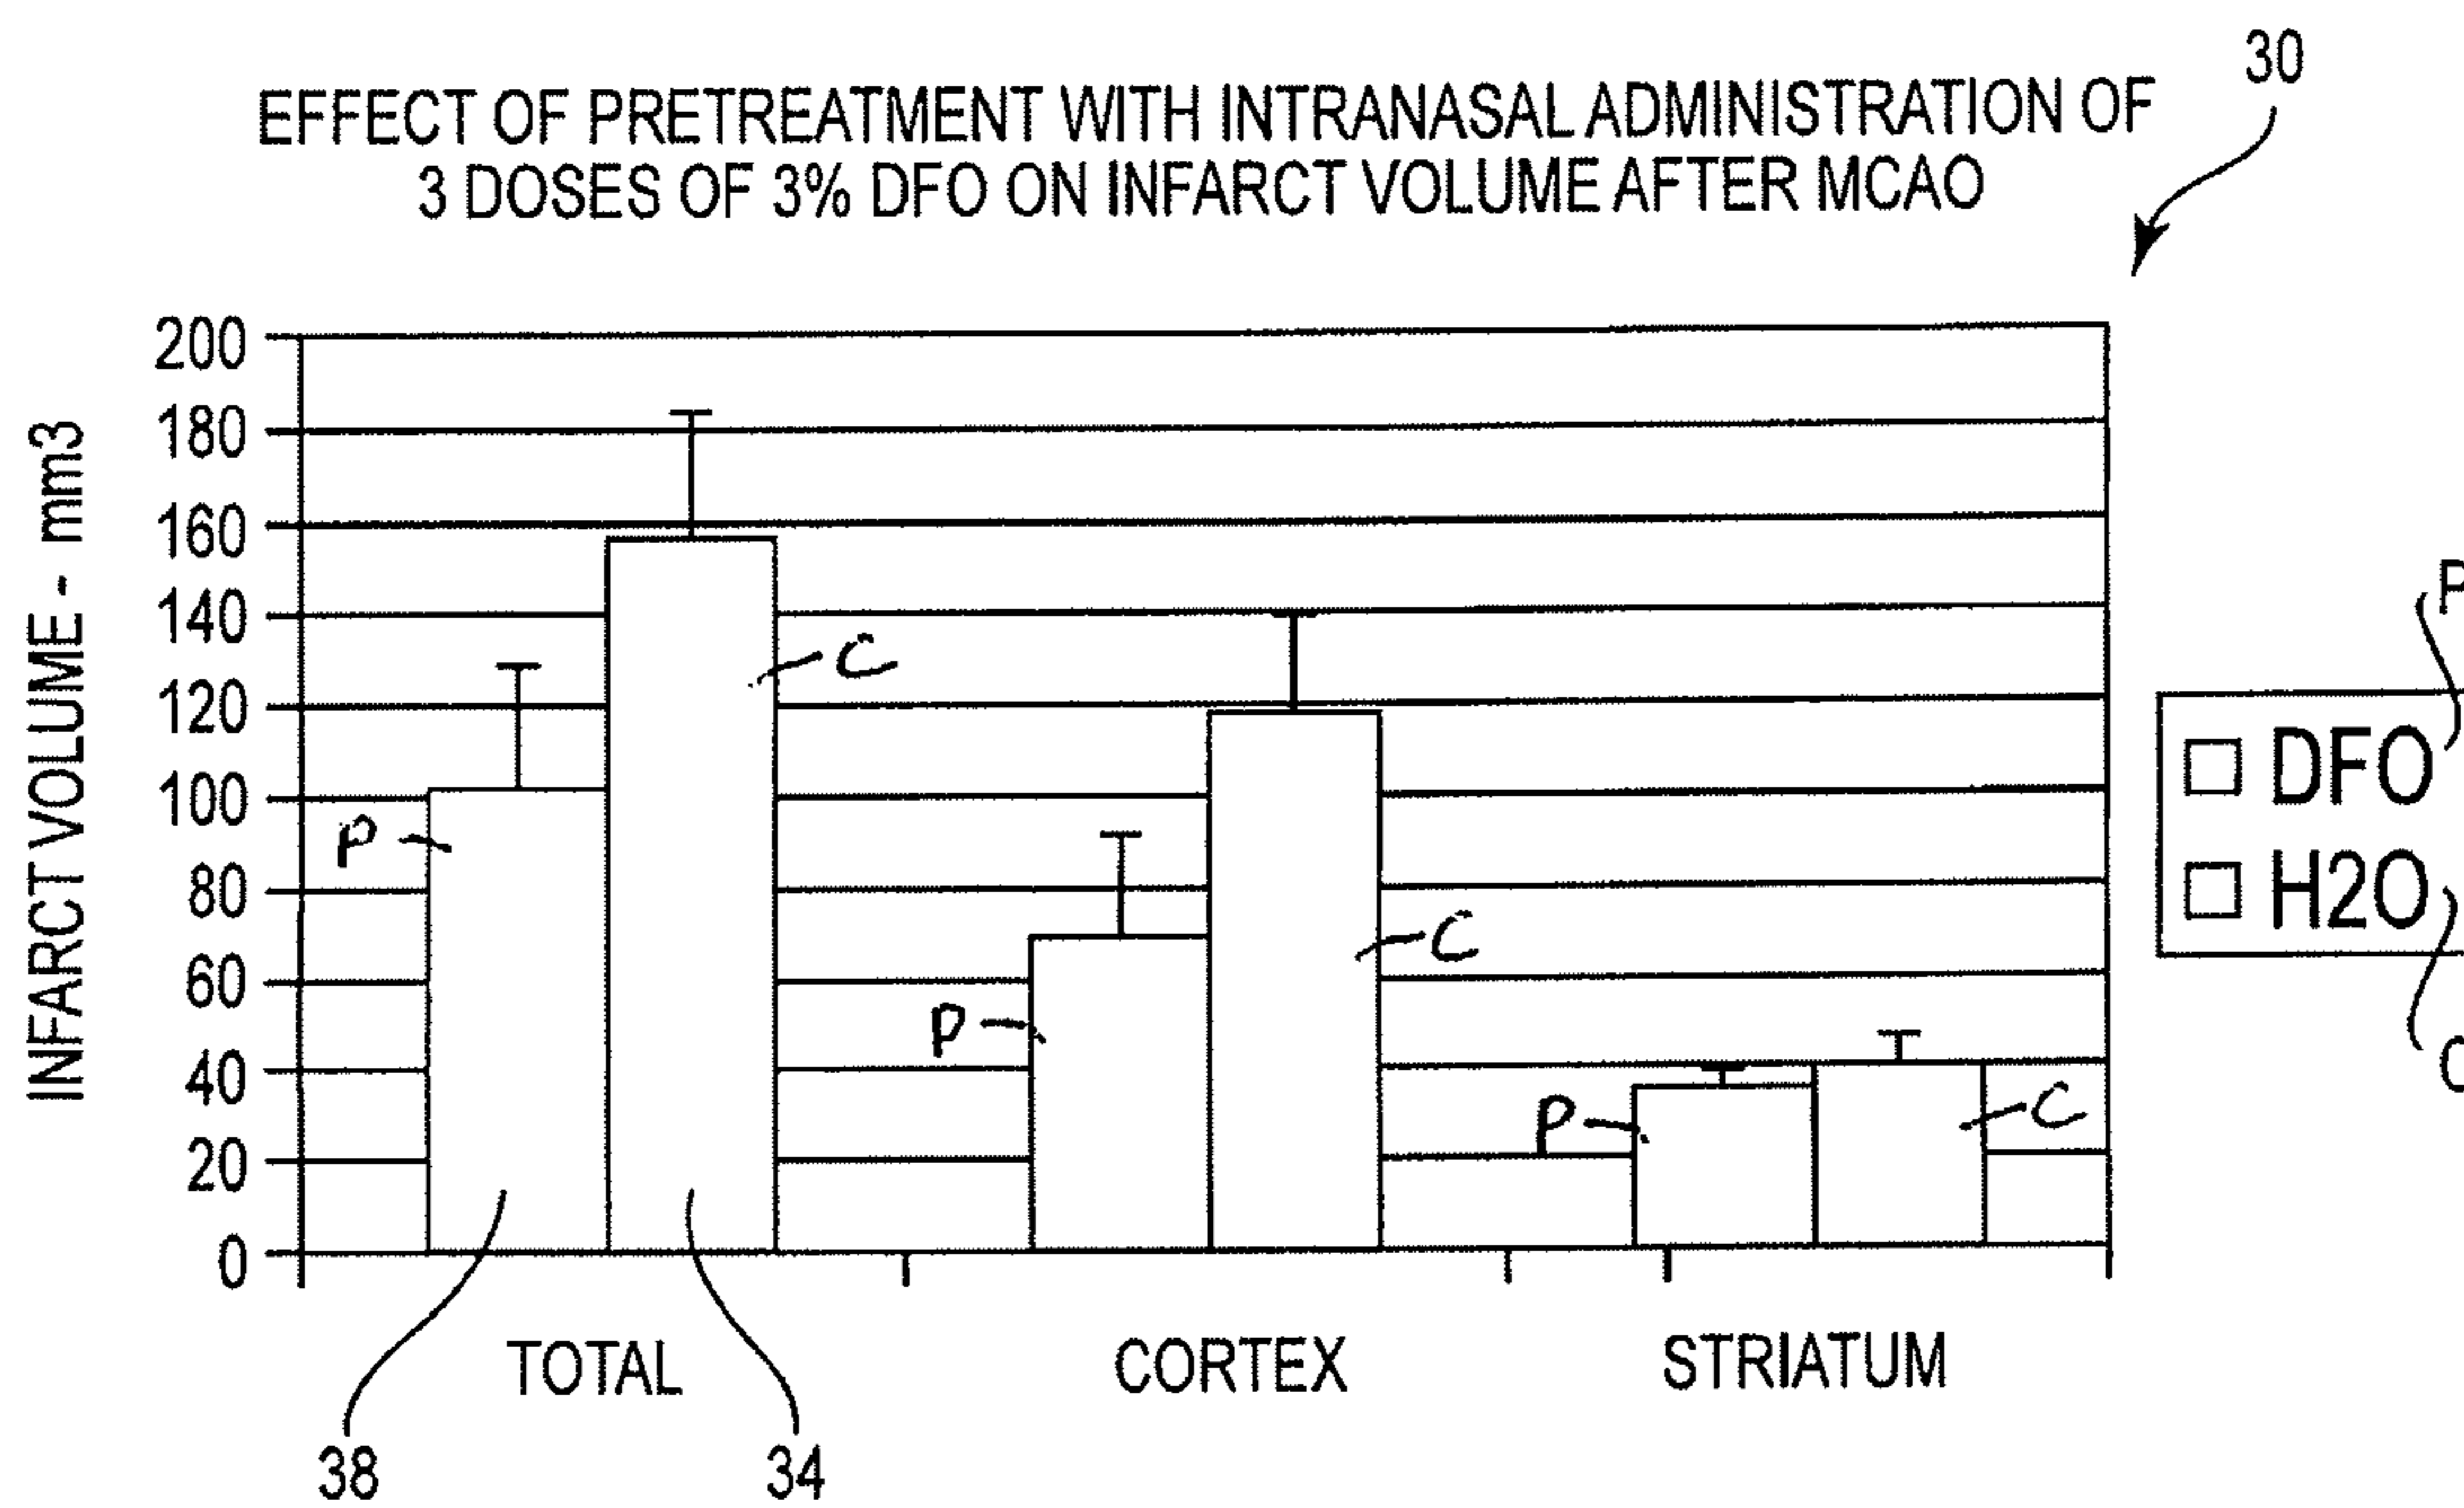 30
EFFECT OF PRETREATMENT WITH INTRANASAL ADMINISTRATION OF
3 DOSES OF 3% DFO ON INFARCT VOLUME AFTER MCAO
INFARCT VOLUME - mm3
200
180
160
140
120
100
80
60
40
20
0
P
C
P
C
P
C
P
DFO
H2O
TOTAL
CORTEX
STRIATUM
38
34